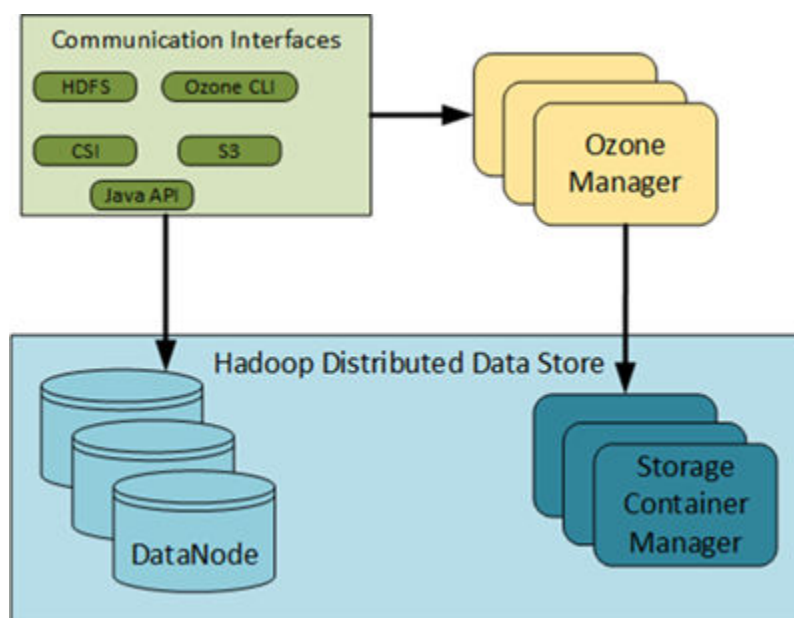 Communication Interfaces
HDFS
Ozone CLI
CSI
S3
Java API
Ozone
Manager
Hadoop Distributed Data Store
DataNode
Storage
Container
Manager